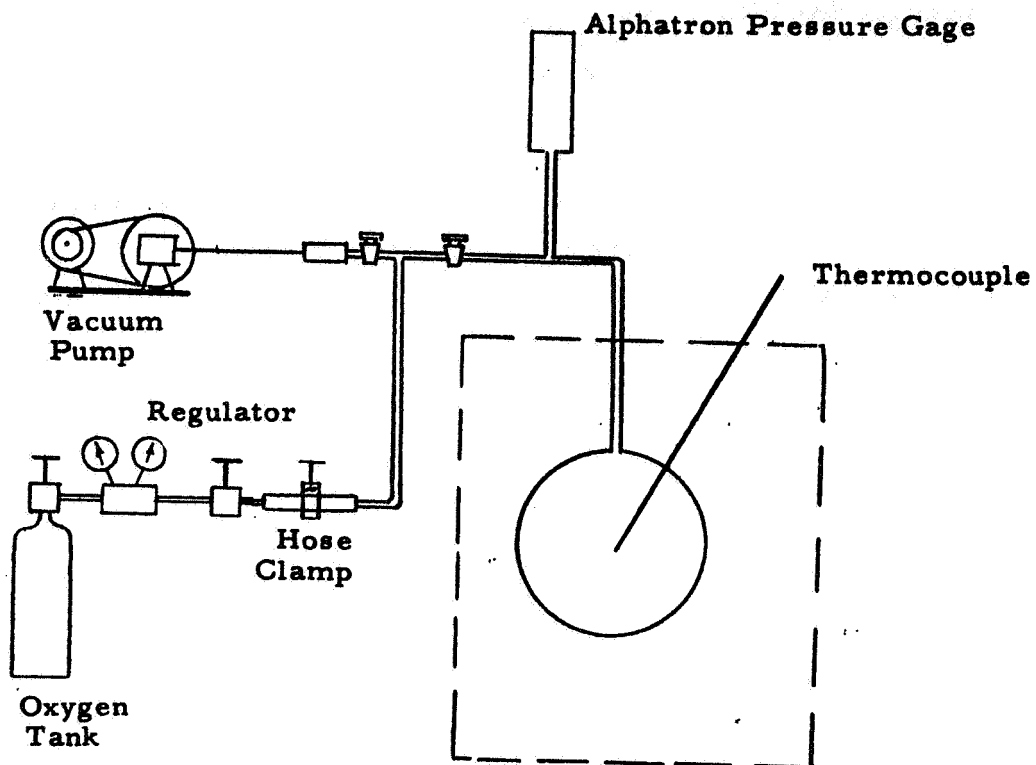 Alphatron Pressure Gage
Thermocouple
Vacuum
Pump
Regulator
Hose
Clamp
Oxygen
Tank